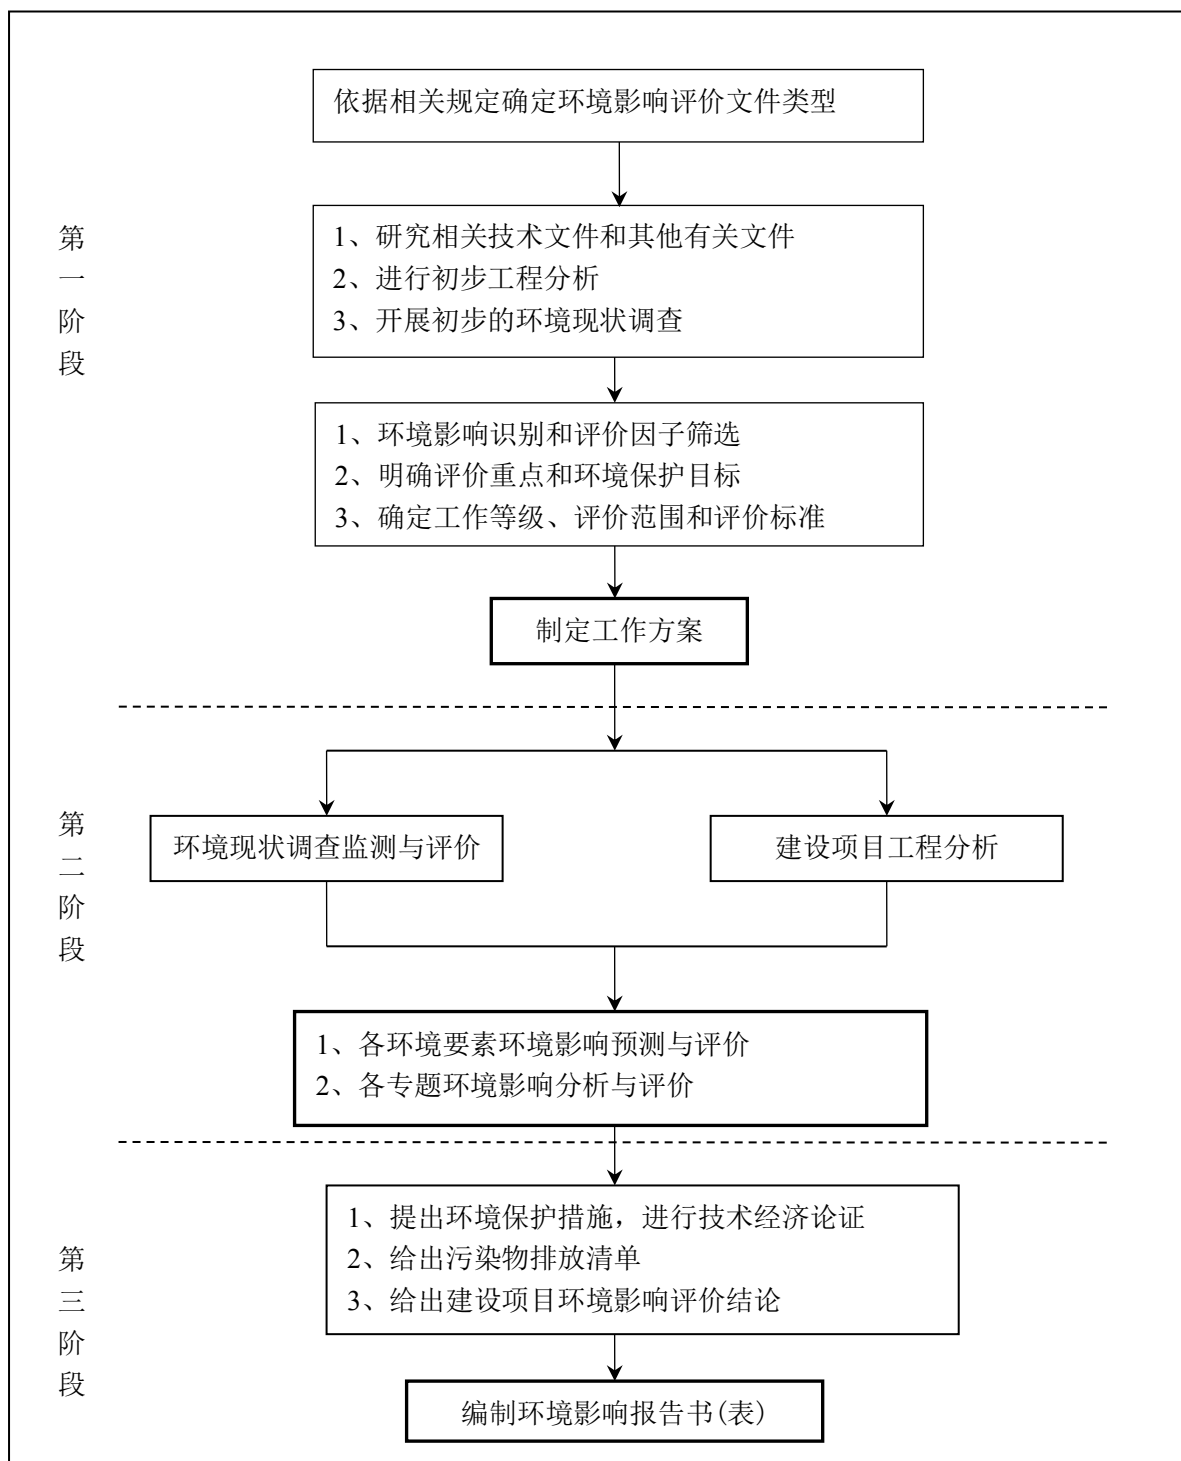 依据相关规定确定环境影响评价文件类型
第一阶段
1、研究相关技术文件和其他有关文件
2、进行初步工程分析
3、开展初步的环境现状调查
1、环境影响识别和评价因子筛选
2、明确评价重点和环境保护目标
3、确定工作等级、评价范围和评价标准
制定工作方案
第二阶段
环境现状调查监测与评价
建设项目工程分析
1、各环境要素环境影响预测与评价
2、各专题环境影响分析与评价
第三阶段
1、提出环境保护措施，进行技术经济论证
2、给出污染物排放清单
3、给出建设项目环境影响评价结论
编制环境影响报告书(表)